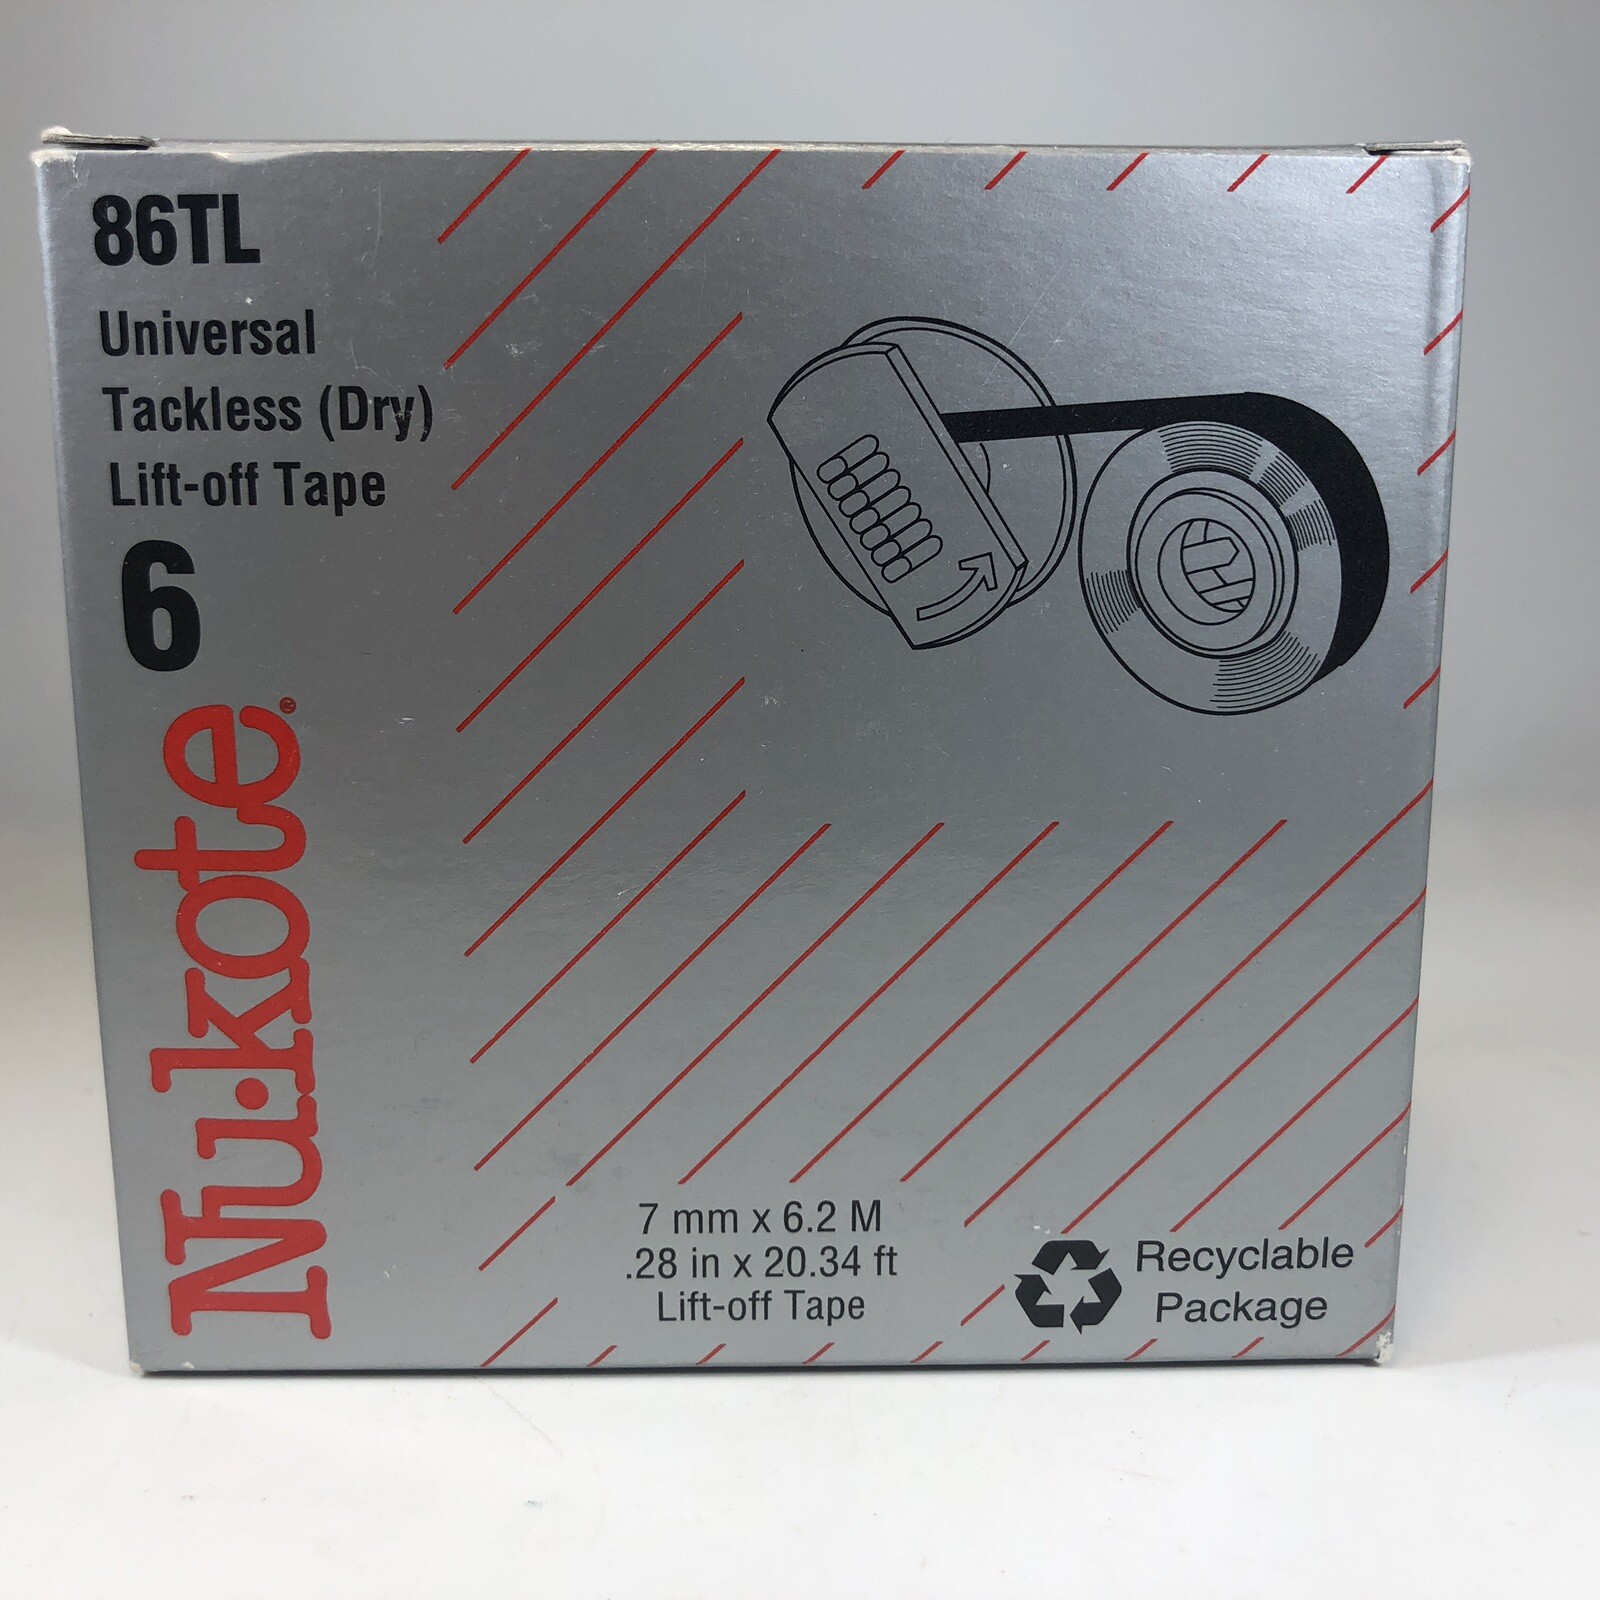 86TL
Universal
Tackless (Dry)
Lift-off Tape
6
Nu·kote®
7 mm x 6.2 M
.28 in x 20.34 ft
Lift-off Tape
Recyclable
Package